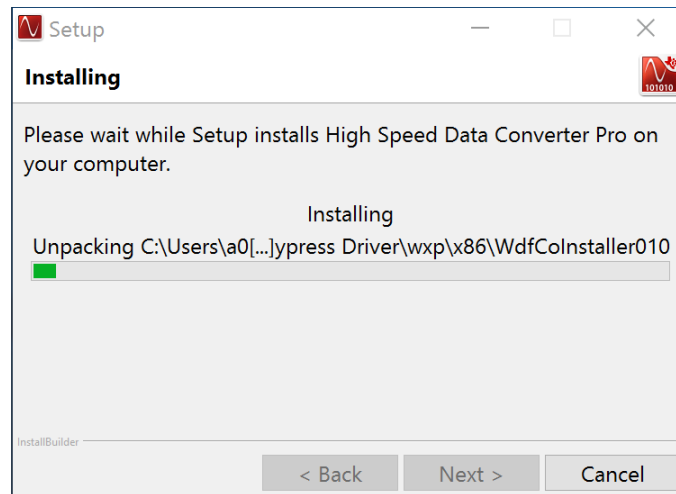 Setup
Installing
101010
Please wait while Setup installs High Speed Data Converter Pro on
your computer.
Installing
Unpacking C:\Users\a0[...]ypress Driver\wxp\x86\WdfCoInstaller010
InstallBuilder
< Back
Next >
Cancel